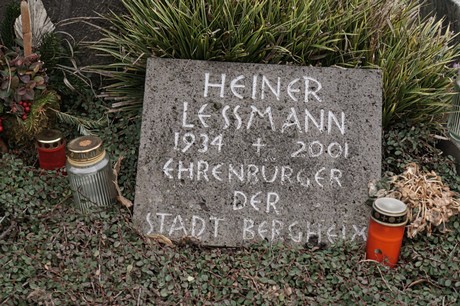 HEINER
LESSMANN
1934 + 2001
EHRENBURGER
DER
STADT BERGHEIM